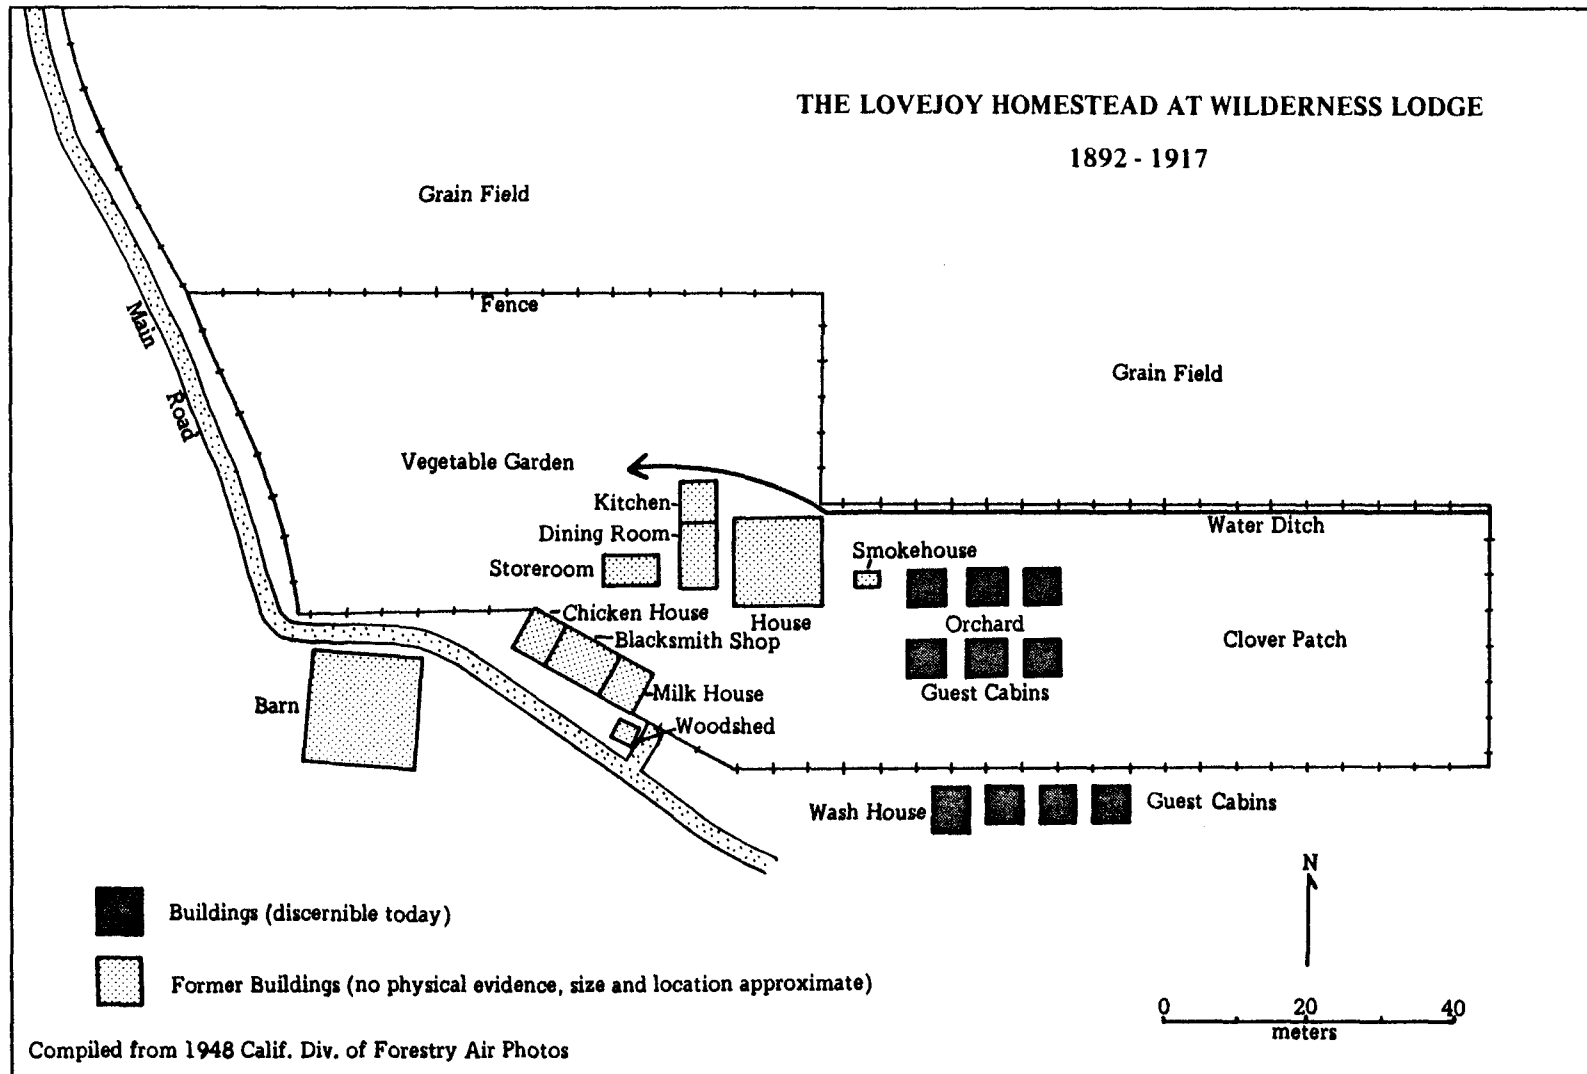 THE LOVEJOY HOMESTEAD AT WILDERNESS LODGE
1892 - 1917
Grain Field
Fence
Main
Road
Grain Field
Vegetable Garden
Kitchen
Dining Room
Storeroom
Water Ditch
Smokehouse
Chicken House
House
Orchard
Blacksmith Shop
Clover Patch
Guest Cabins
Milk House
Barn
Woodshed
Wash House
Guest Cabins
N
Buildings (discernible today)
Former Buildings (no physical evidence, size and location approximate)
0 20 40
meters
Compiled from 1948 Calif. Div. of Forestry Air Photos